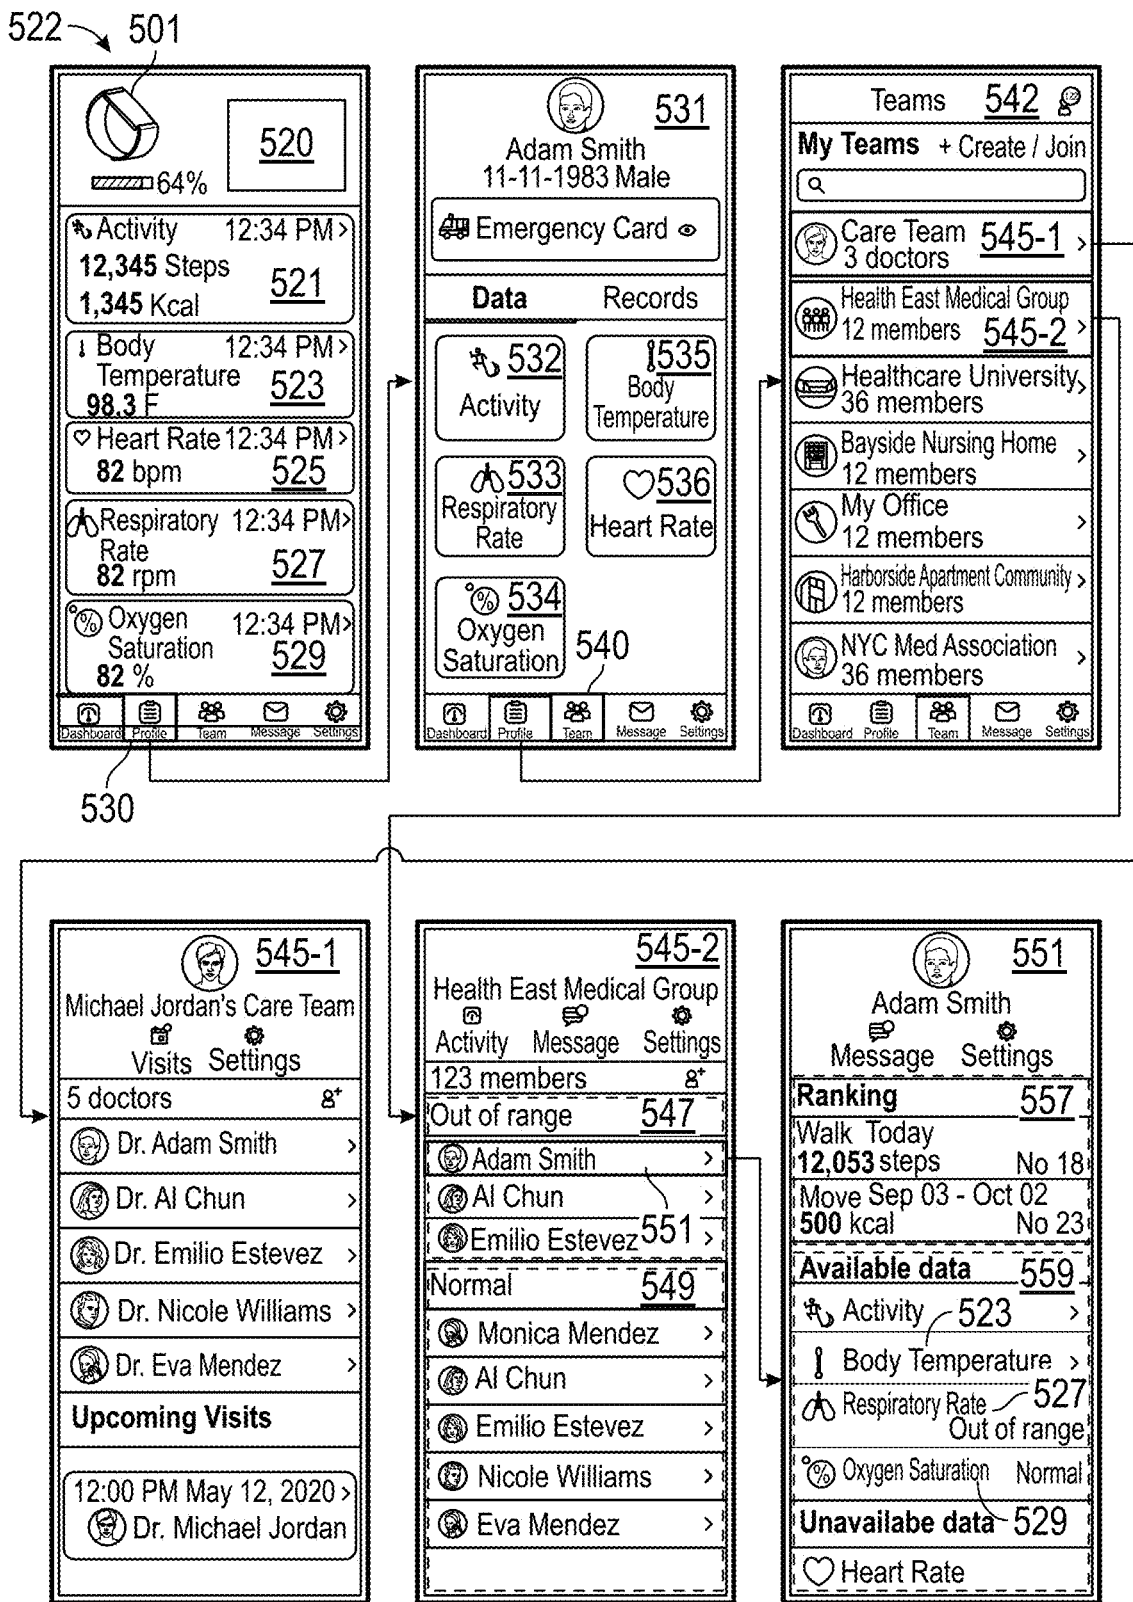 522
501
520
64%
Activity 12:34 PM >
12,345 Steps
521
1,345 Kcal
Body 12:34 PM >
Temperature
523
98.3 F
Heart Rate 12:34 PM >
82 bpm 525
Respiratory 12:34 PM >
Rate
527
82 rpm
Oxygen 12:34 PM >
Saturation 529
82 %
Dashboard Profile Team Message Settings
530
531
Adam Smith
11-11-1983 Male
Emergency Card
Data Records
532
Activity
535
Body
Temperature
533
Respiratory
Rate
536
Heart Rate
534
Oxygen
Saturation
540
Dashboard Profile Team Message Settings
Teams 542
My Teams + Create / Join
Care Team 545-1 >
3 doctors
Health East Medical Group
12 members 545-2 >
Healthcare University >
36 members
Bayside Nursing Home >
12 members
My Office >
12 members
Harborside Apartment Community >
12 members
NYC Med Association >
36 members
Dashboard Profile Team Message Settings
545-1
Michael Jordan's Care Team
Visits Settings
5 doctors
Dr. Adam Smith >
Dr. Al Chun >
Dr. Emilio Estevez >
Dr. Nicole Williams >
Dr. Eva Mendez >
Upcoming Visits
12:00 PM May 12, 2020 >
Dr. Michael Jordan
545-2
Health East Medical Group
Activity Message Settings
123 members
Out of range 547
Adam Smith >
Al Chun >
Emilio Estevez 551 >
Normal 549
Monica Mendez >
Al Chun >
Emilio Estevez >
Nicole Williams >
Eva Mendez >
551
Adam Smith
Message Settings
Ranking 557
Walk Today
12,053 steps No 18
Move Sep 03 - Oct 02
500 kcal No 23
Available data 559
Activity 523 >
Body Temperature >
Respiratory Rate 527
Out of range
Oxygen Saturation Normal
Unavailabe data 529
Heart Rate